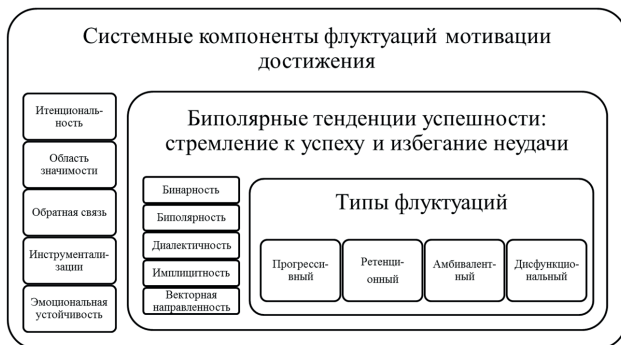 Системные компоненты флуктуаций мотивации
достижения
Итенциональ-
ность
Область
значимости
Обратная связь
Инструментали-
зации
Эмоциональная
устойчивость
Биполярные тенденции успешности:
стремление к успеху и избегание неудачи
Бинарность
Биполярность
Диалектичность
Имплицитность
Векторная
направленность
Типы флуктуаций
Прогресси-
вный
Ретенци-
онный
Амбивалент-
ный
Дисфункцио-
нальный